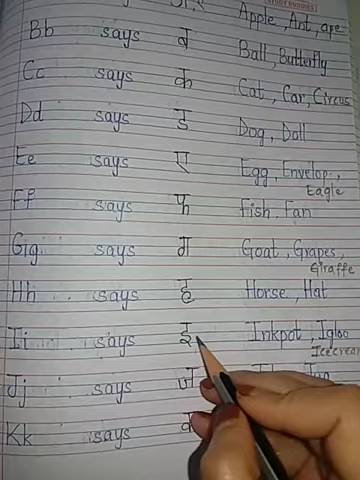 Apple, Ant, ape
Bb says ब Ball, Butterfly
Cc says क Cat, Car, Circus
Dd says ड Dog, Doll
Ee says ए Egg, Envelop,
Eagle
Ff says फ Fish, Fan
Gg says ग Goat, Grapes,
Giraffe
Hh says ह Horse, Hat
Ii says इ Inkpot, Igloo
Icecream
Jj says ज
Kk says क